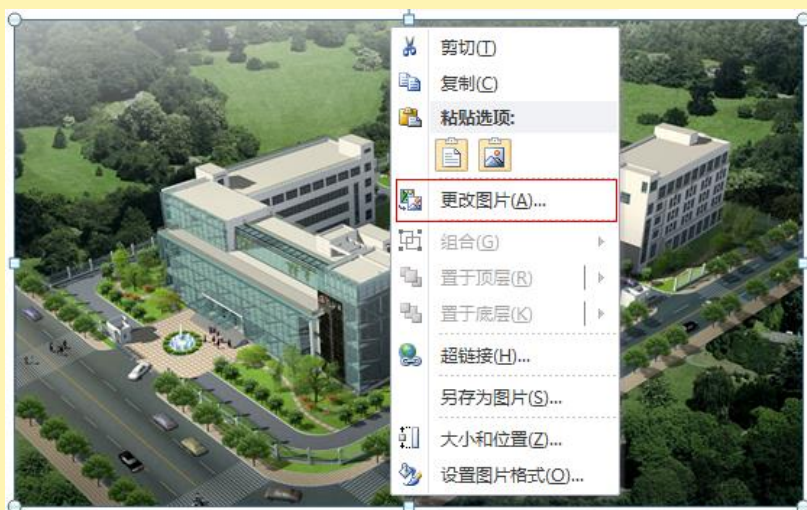 剪切(T)
复制(C)
粘贴选项:
更改图片(A)...
组合(G)
置于顶层(R)
置于底层(K)
超链接(H)...
另存为图片(S)...
大小和位置(Z)...
设置图片格式(O)...